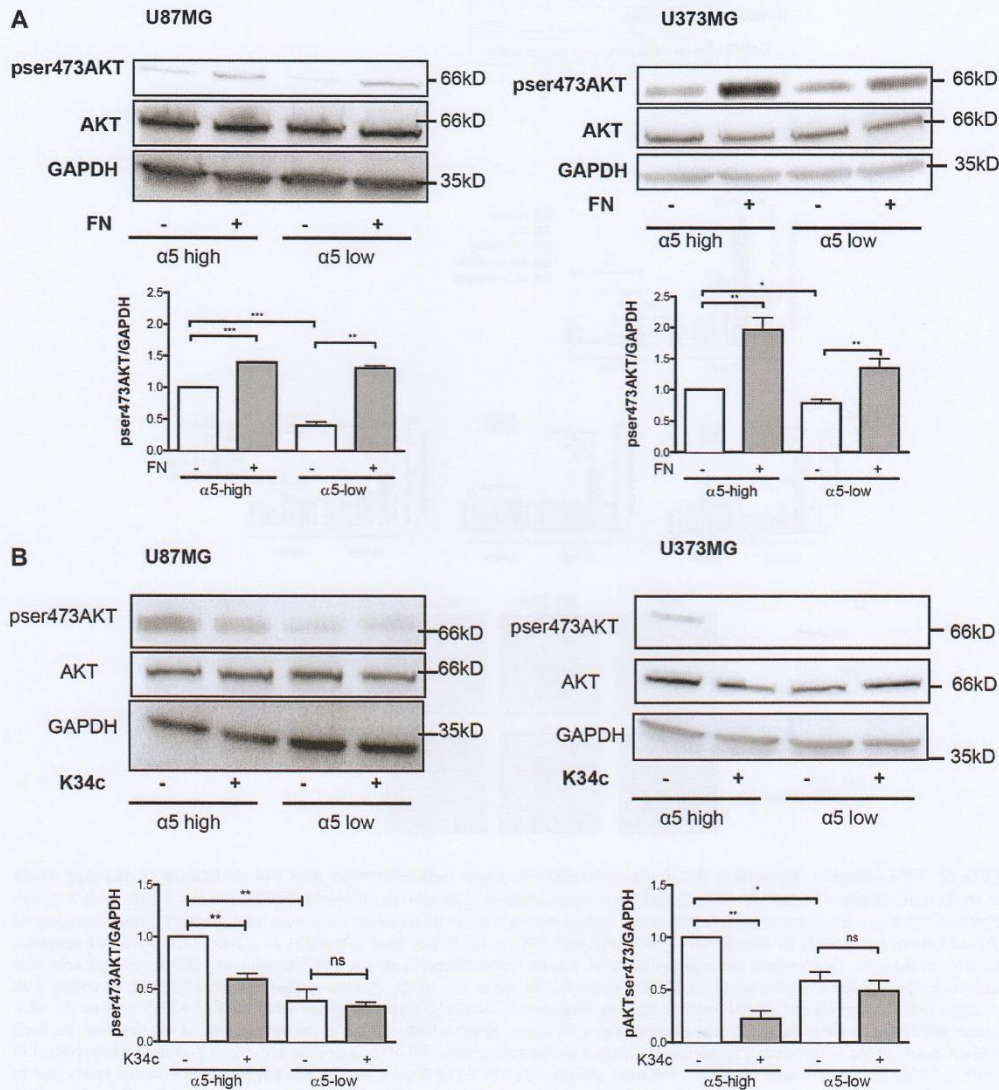 A
U87MG
U373MG
pser473AKT
66kD
AKT
66kD
GAPDH
35kD
FN - + - +
α5 high α5 low
pser473AKT
66kD
AKT
66kD
GAPDH
35kD
FN - + - +
α5 high α5 low
pser473AKT/GAPDH
2.5
2.0
1.5
1.0
0.5
0.0
***
***
**
FN - + - +
α5-high α5-low
pser473AKT/GAPDH
2.5
2.0
1.5
1.0
0.5
0.0
*
**
**
FN - + - +
α5-high α5-low
B
U87MG
U373MG
pser473AKT
66kD
AKT
66kD
GAPDH
35kD
K34c - + - +
α5 high α5 low
pser473AKT
66kD
AKT
66kD
GAPDH
35kD
K34c - + - +
α5 high α5 low
pser473AKT/GAPDH
1.5
1.0
0.5
0.0
**
**
ns
K34c - + - +
α5-high α5-low
pAKTser473/GAPDH
1.5
1.0
0.5
0.0
*
**
ns
K34c - + - +
α5-high α5-low